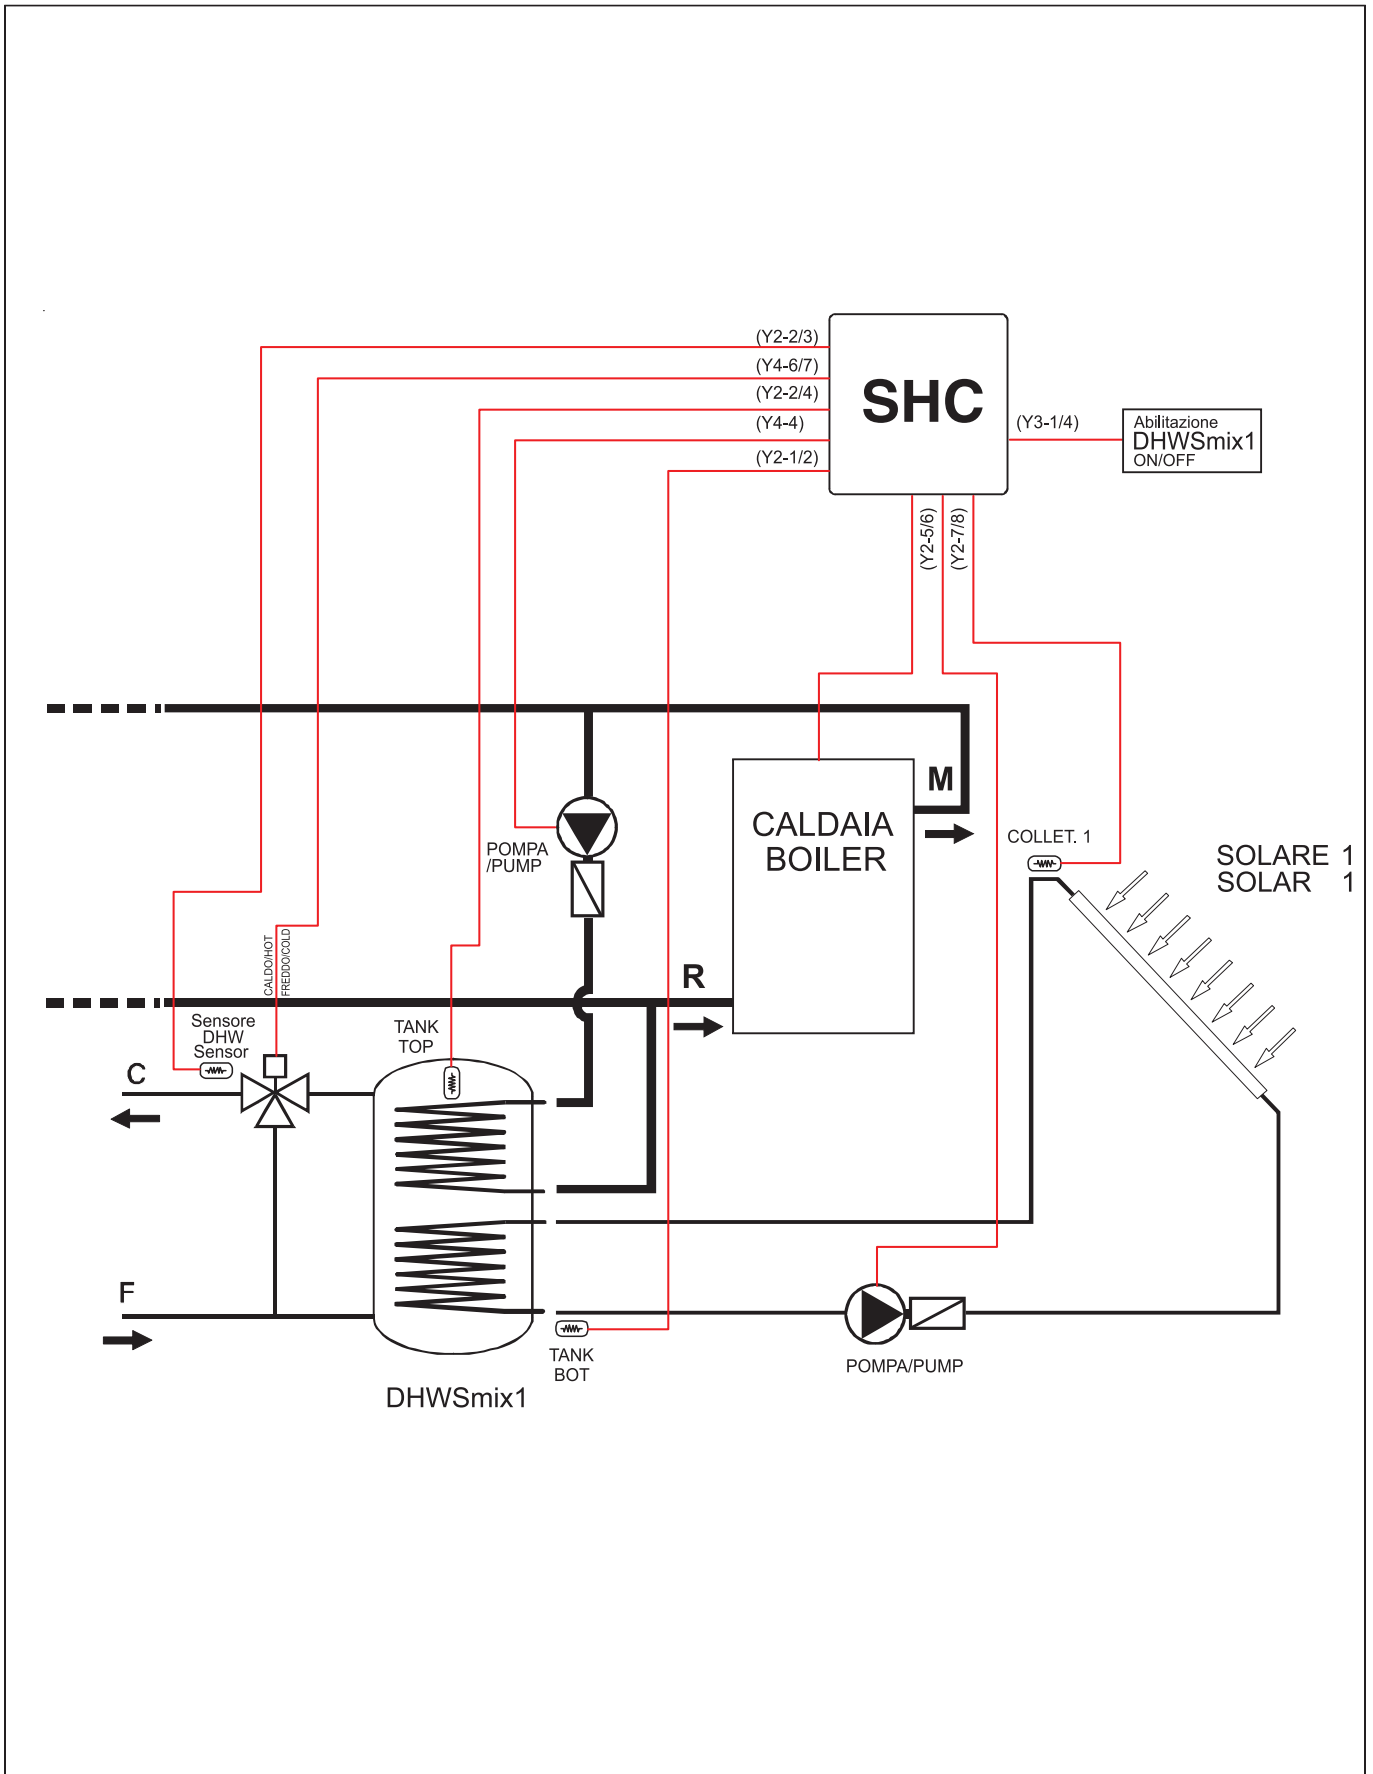 (Y2-2/3)
(Y4-6/7)
(Y2-2/4)
(Y4-4)
(Y2-1/2)
SHC
(Y3-1/4)
Abilitazione
DHWSmix1
ON/OFF
(Y2-5/6)
(Y2-7/8)
M
CALDAIA
BOILER
COLLET. 1
SOLARE 1
SOLAR 1
POMPA
/PUMP
CALDO/HOT
FREDDO/COLD
R
Sensore
DHW
Sensor
TANK
TOP
C
F
TANK
BOT
POMPA/PUMP
DHWSmix1